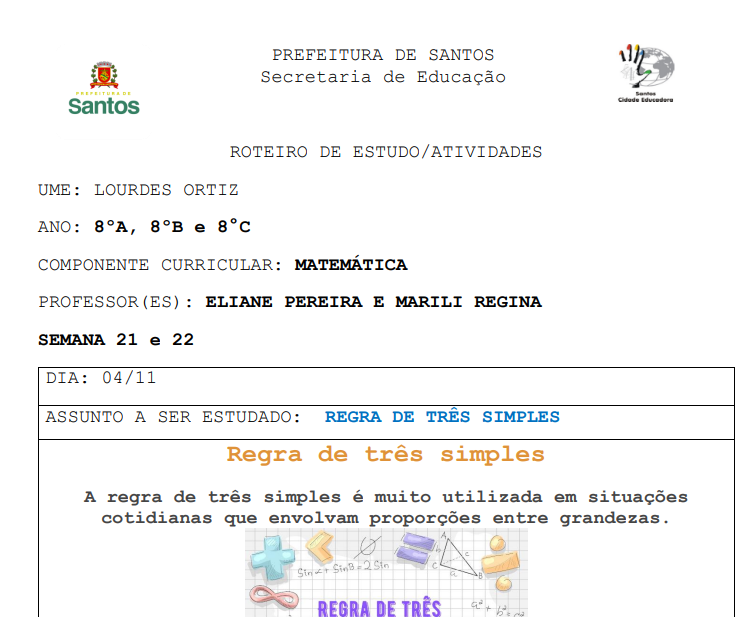 PREFEITURA DE SANTOS
Secretaria de Educação
PREFEITURA DE
Santos
Santos
Cidade Educadora
ROTEIRO DE ESTUDO/ATIVIDADES
UME: LOURDES ORTIZ
ANO: 8ºA, 8ºB e 8°C
COMPONENTE CURRICULAR: MATEMÁTICA
PROFESSOR(ES): ELIANE PEREIRA E MARILI REGINA
SEMANA 21 e 22
DIA: 04/11
ASSUNTO A SER ESTUDADO: REGRA DE TRÊS SIMPLES
Regra de três simples
A regra de três simples é muito utilizada em situações
cotidianas que envolvam proporções entre grandezas.
REGRA DE TRÊS